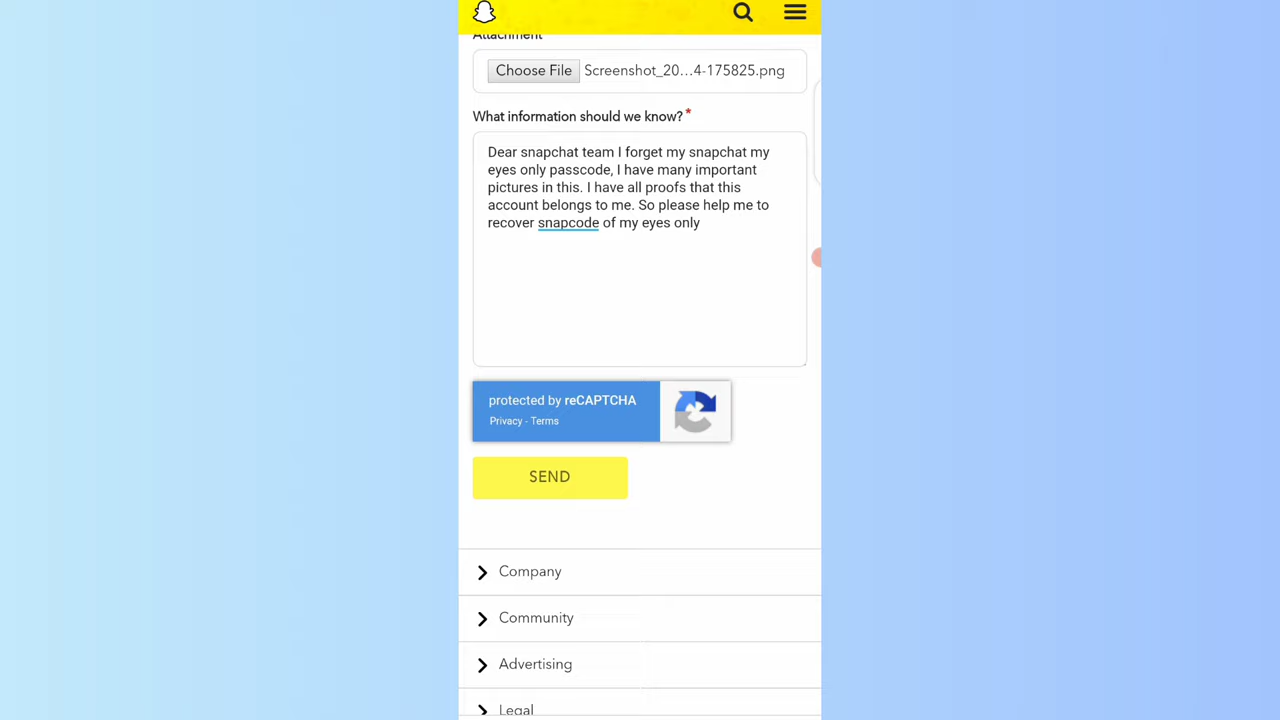 Attachment
Choose File Screenshot_20...4-175825.png
What information should we know? *
Dear snapchat team I forget my snapchat my
eyes only passcode, I have many important
pictures in this. I have all proofs that this
account belongs to me. So please help me to
recover snapcode of my eyes only
protected by reCAPTCHA
Privacy - Terms
SEND
Company
Community
Advertising
Legal